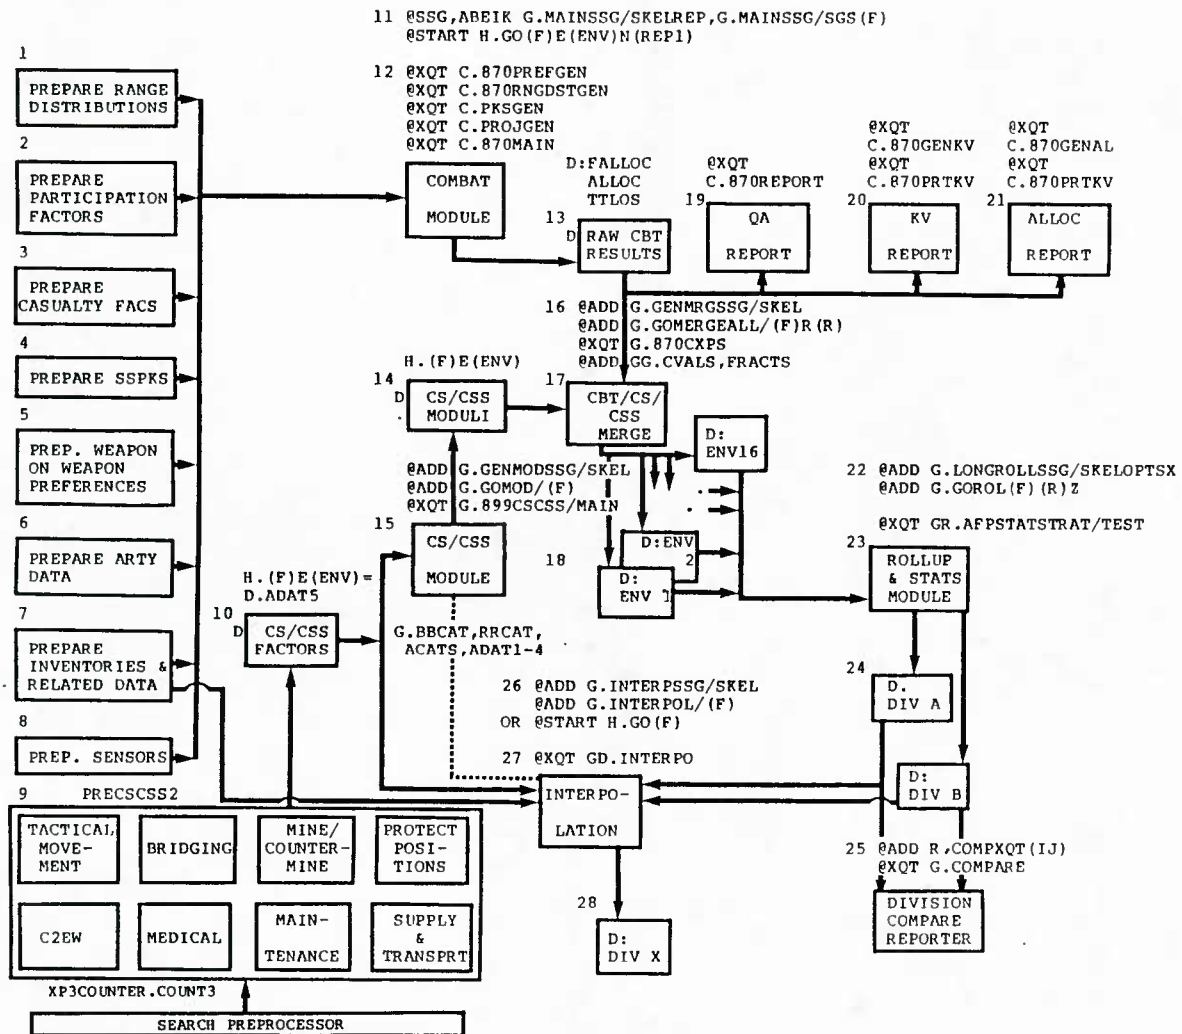 11 @SSG,ABEIK G.MAINSSG/SKELREP,G.MAINSSG/SGS(F)
@START H.GO(F)E(ENV)N(REP1)
1
PREPARE RANGE
DISTRIBUTIONS
12 @XQT C.870PREFGEN
@XQT C.870RNGDSTGEN
@XQT C.PKSGEN
@XQT C.PROJGEN
@XQT C.870MAIN
2
PREPARE
PARTICIPATION
FACTORS
COMBAT
MODULE
D:FALLOC
ALLOC
TTLOS
13
D RAW CBT
RESULTS
@XQT
C.870REPORT
19
QA
REPORT
@XQT
C.870GENKV
@XQT
C.870PRTKV
20
KV
REPORT
@XQT
C.870GENAL
@XQT
C.870PRTKV
21
ALLOC
REPORT
3
PREPARE
CASUALTY FACS
16 @ADD G.GENMRGSSG/SKEL
@ADD G.GOMERGEALL/(F)R(R)
@XQT G.870CXPS
@ADD GG.CVALS,FRACTS
4
PREPARE SSPKS
H.(F)E(ENV)
14
D CS/CSS
MODULI
17
CBT/CS/
CSS
MERGE
D:
ENV16
5
PREP. WEAPON
ON WEAPON
PREFERENCES
@ADD G.GENMODSSG/SKEL
@ADD G.GOMOD/(F)
@XQT G.899CSCSS/MAIN
22 @ADD G.LONGROLLSSG/SKELOPTSX
@ADD G.GOROL(F)(R)Z
@XQT GR.AFPSTATSTRAT/TEST
6
PREPARE ARTY
DATA
15
CS/CSS
MODULE
18
D:ENV
2
D:
ENV 1
23
ROLLUP
& STATS
MODULE
7
PREPARE
INVENTORIES &
RELATED DATA
H.(F)E(ENV)=
D.ADAT5
10
D CS/CSS
FACTORS
G.BBCAT,RRCAT,
ACATS,ADAT1-4
24
D.
DIV A
8
PREP. SENSORS
26 @ADD G.INTERPSSG/SKEL
@ADD G.INTERPOL/(F)
OR @START H.GO(F)
27 @XQT GD.INTERPO
INTERPO-
LATION
D:
DIV B
9 PRECSCSS2
TACTICAL
MOVE-
MENT
BRIDGING
MINE/
COUNTER-
MINE
PROTECT
POSI-
TIONS
25 @ADD R,COMPXQT(IJ)
@XQT G.COMPARE
DIVISION
COMPARE
REPORTER
C2EW
MEDICAL
MAIN-
TENANCE
SUPPLY
&
TRANSPRT
28
D:
DIV X
XP3COUNTER.COUNT3
SEARCH PREPROCESSOR